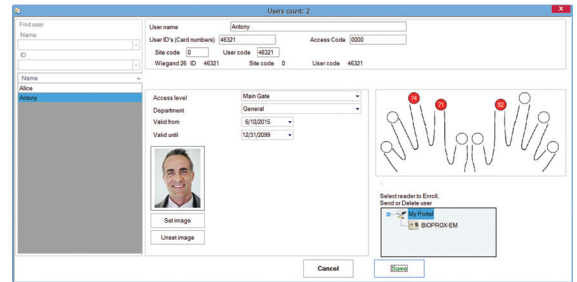 Users count: 2
Find user
Name
ID
Name
Alice
Antony
User name Antony
User ID's (Card numbers) 46321 Access Code 0000
Site code 0 User code 46321
Wiegand 26 ID 46321 Site code 0 User code 46321
Access level Main Gate
Department General
Valid from 6/10/2015
Valid until 12/31/2099
Set image
Unset image
74 71 52
Select reader to Enroll,
Send or Delete user
My Portal
BIOPROX-EM
Cancel Save